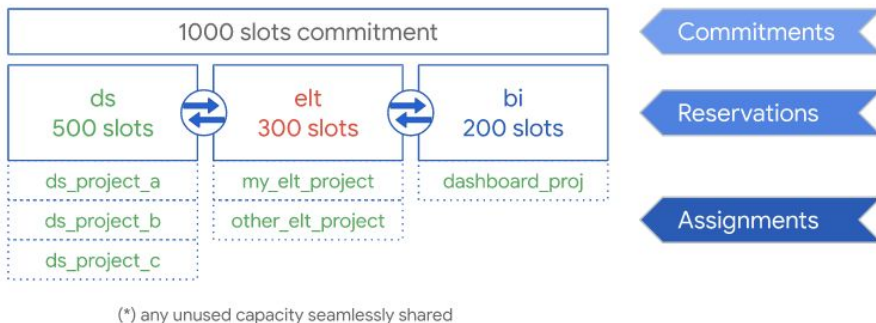 1000 slots commitment
Commitments
ds
500 slots
elt
300 slots
bi
200 slots
Reservations
ds_project_a
my_elt_project
dashboard_proj
ds_project_b
other_elt_project
ds_project_c
Assignments
(*) any unused capacity seamlessly shared